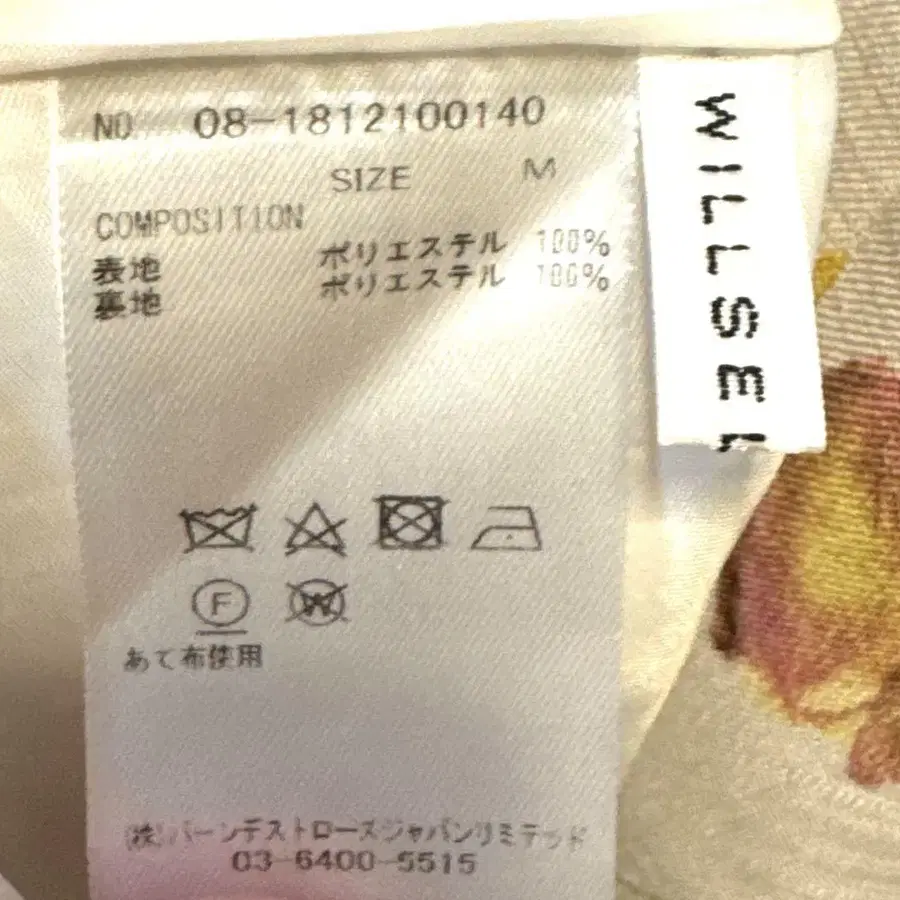 NO 08-1812100140
SIZE M
COMPOSITION
表地 ポリエステル 100%
裏地 ポリエステル 100%
F
W
あて布使用
(株)バーンデストローズジャパンリミテッド
03-6400-5515
WILLSEL